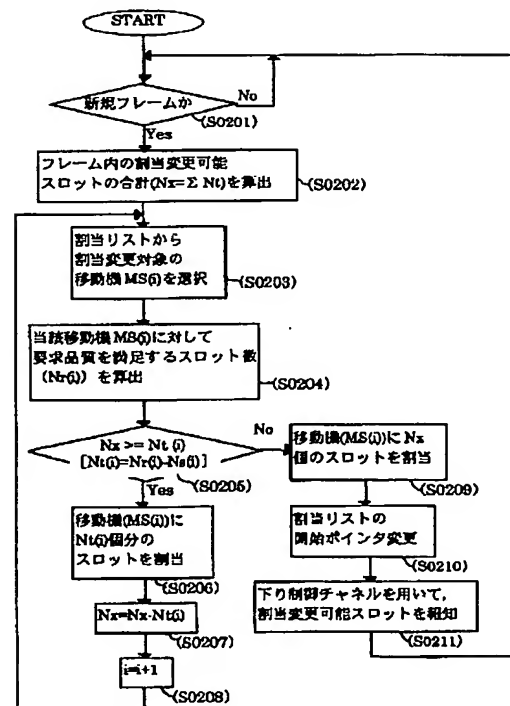 START
新規フレームか
No
(S0201)
Yes
フレーム内の割当変更可能
スロットの合計(Nx=Σ Nt)を算出
(S0202)
割当リストから
割当変更対象の
移動機 MS(i)を選択
(S0203)
当該移動機 MS(i)に対して
要求品質を満足するスロット数
(Nr(i)) を算出
(S0204)
Nx >= Nt (i)
[Nt(i)=Nr(i)-Ns(i)]
No
(S0205)
Yes
移動機(MS(i))に
Nt(i)個分の
スロットを割当
(S0206)
Nx=Nx-Nt(i)
(S0207)
i=i+1
(S0208)
移動機(MS(i))に Nx
個のスロットを割当
(S0209)
割当リストの
開始ポインタ変更
(S0210)
下り制御チャネルを用いて,
割当変更可能スロットを報知
(S0211)